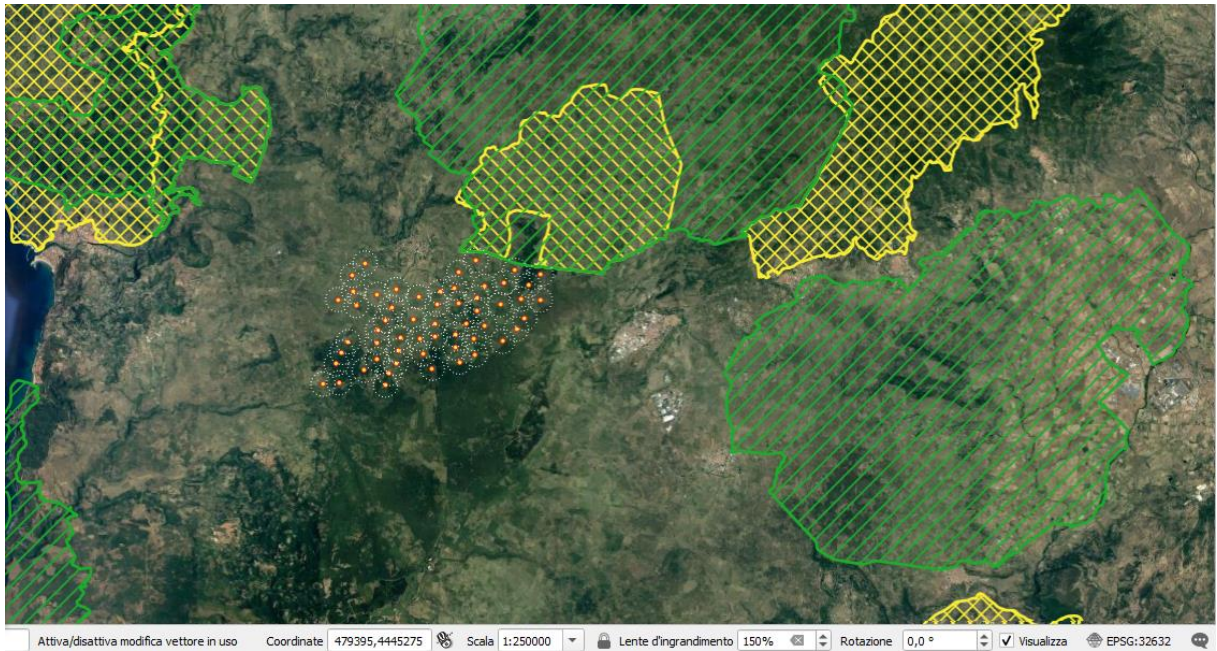 Attiva/disattiva modifica vettore in uso Coordinate 479395,4445275 Scala 1:250000 Lente d'ingrandimento 150% Rotazione 0,0 ° Visualizza EPSG:32632